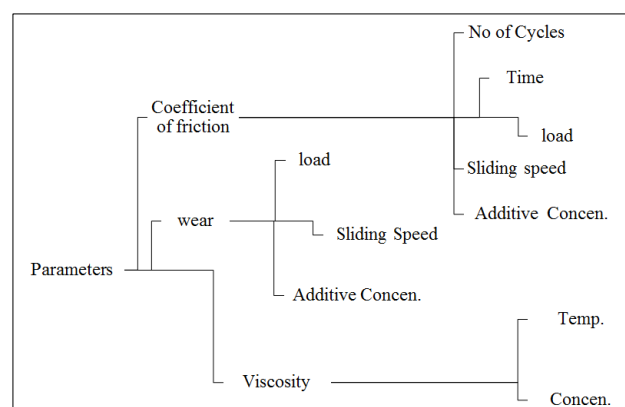 No of Cycles
Time
Coefficient
of friction
load
load
Sliding speed
Additive Concen.
wear
Sliding Speed
Parameters
Additive Concen.
Temp.
Viscosity
Concen.